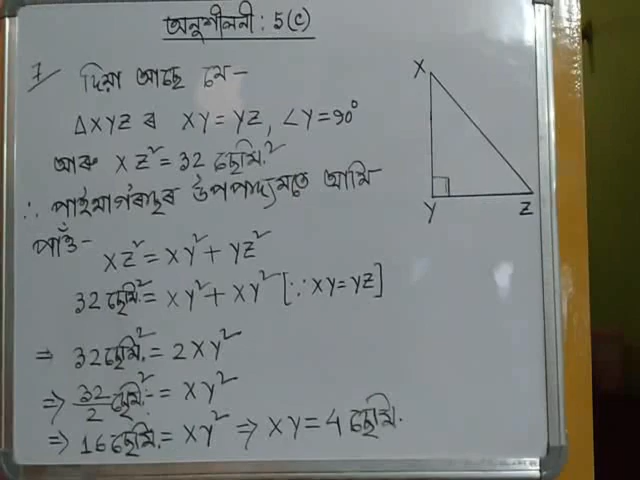 অনুশীলনী : 5(c)
7/ দিয়া আছে যে—
ΔXYZ ৰ XY = YZ, ∠Y = 90°
আৰু XZ² = 32 ছেমি.²
∴ পাইথাগৰাছৰ উপপাদ্যমতে আমি
পাওঁ—
XZ² = XY² + YZ²
32 ছেমি.² = XY² + XY² [∵ XY = YZ]
⇒ 32 ছেমি.² = 2XY²
⇒ 32/2 ছেমি.² = XY²
⇒ 16 ছেমি. = XY² ⇒ XY = 4 ছেমি.
X
Y
Z